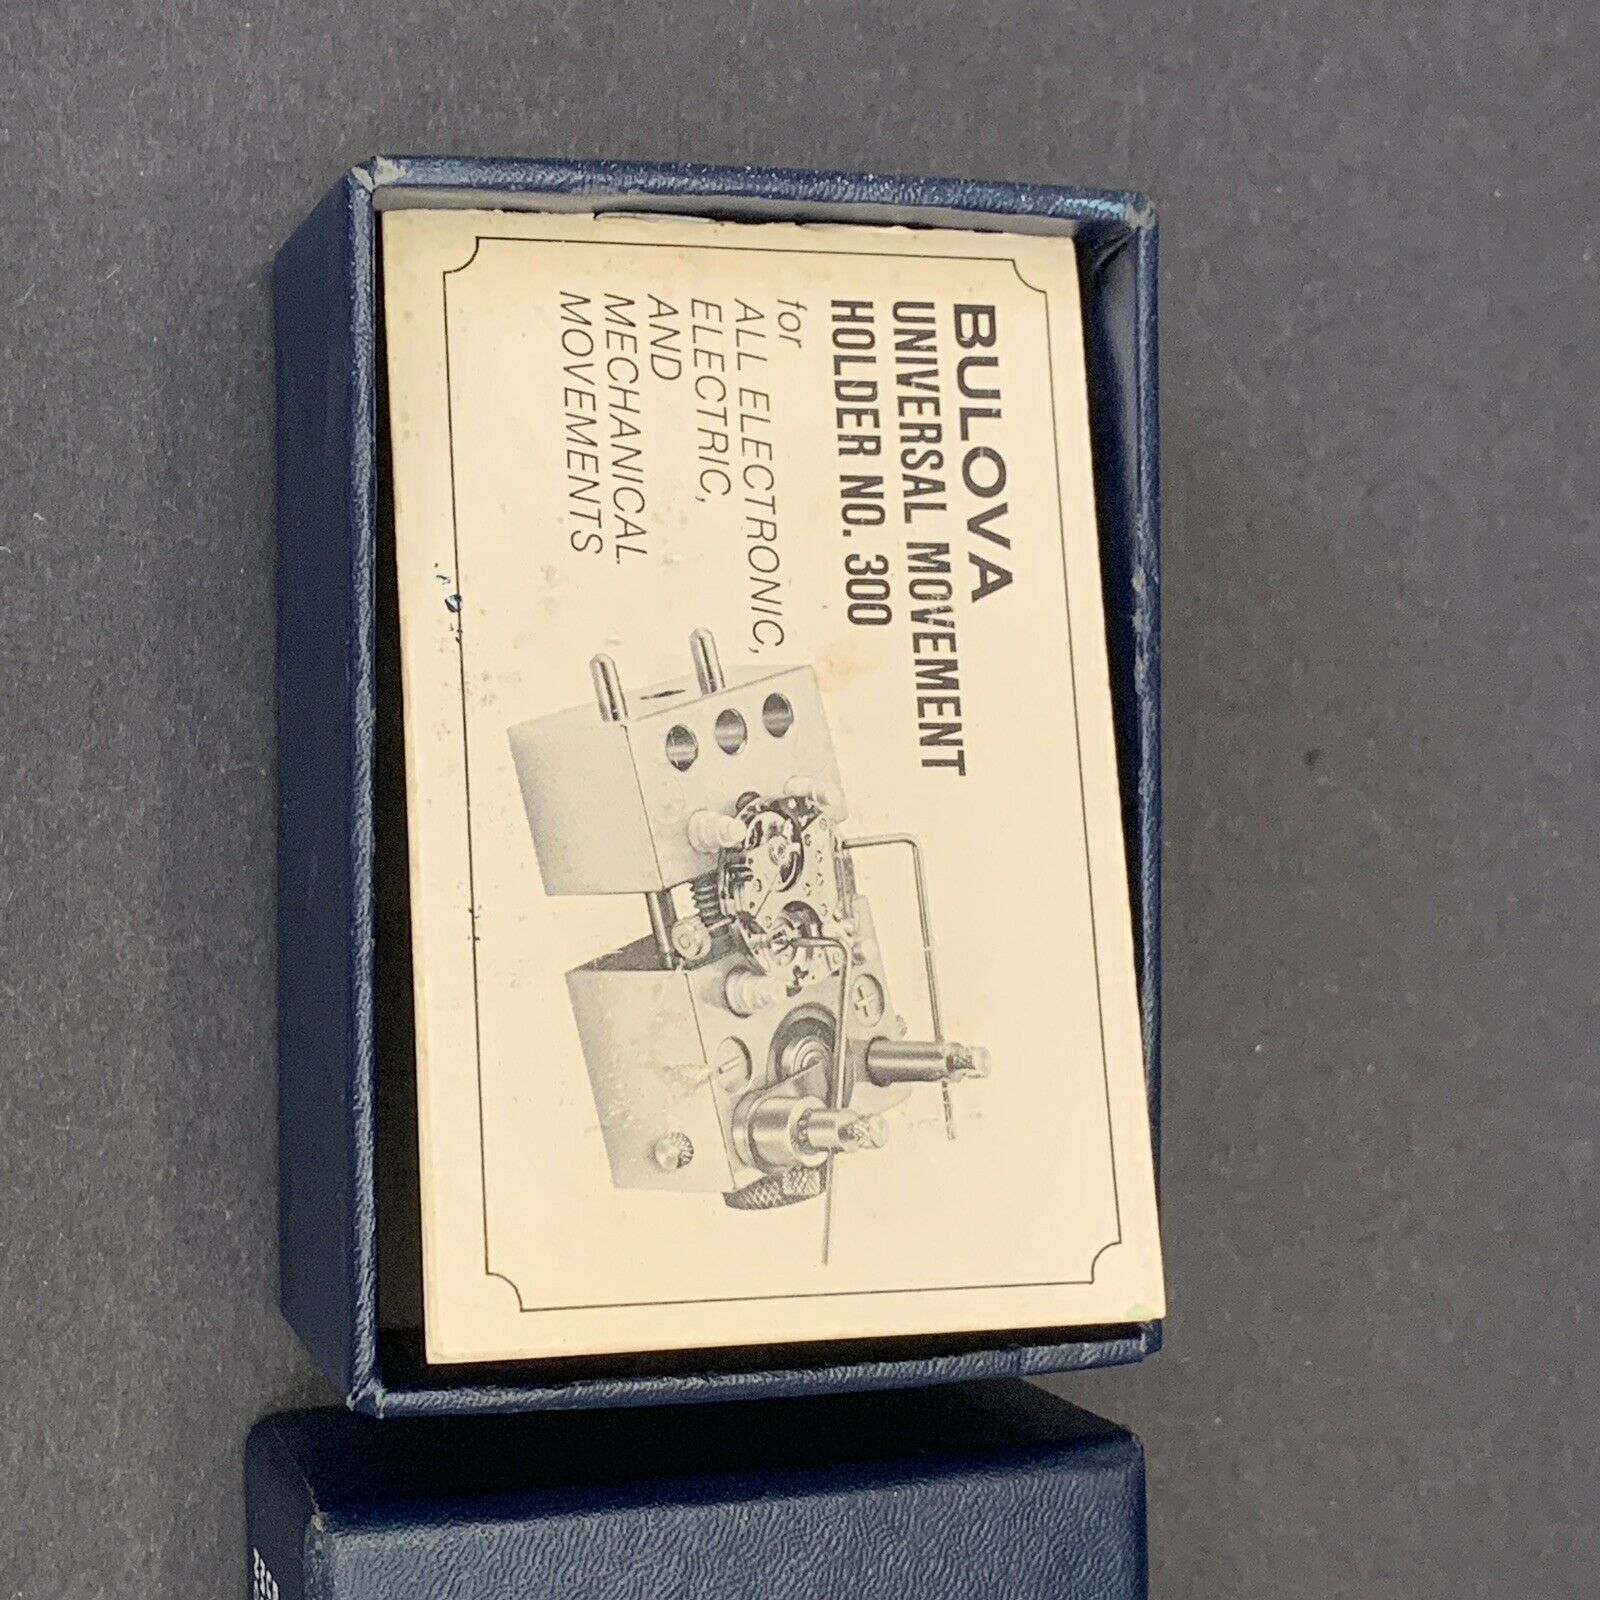 BULOVA
UNIVERSAL MOVEMENT
HOLDER NO. 300
for
ALL ELECTRONIC,
ELECTRIC,
AND
MECHANICAL
MOVEMENTS